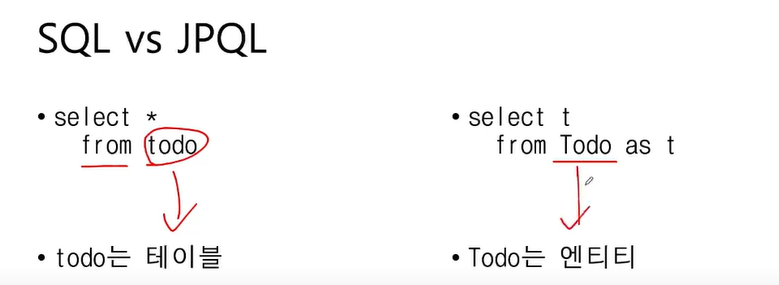 SQL vs JPQL
• select *
from todo
• todo는 테이블
• select t
from Todo as t
• Todo는 엔티티